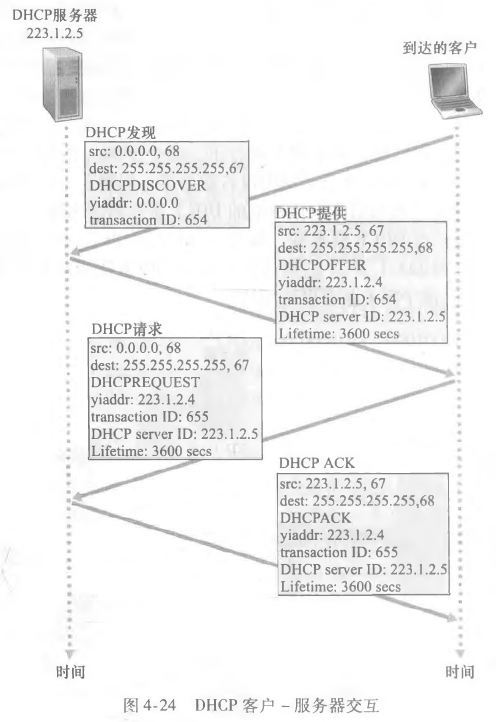 DHCP服务器
223.1.2.5
到达的客户
DHCP发现
src: 0.0.0.0, 68
dest: 255.255.255.255,67
DHCPDISCOVER
yiaddr: 0.0.0.0
transaction ID: 654
DHCP提供
src: 223.1.2.5, 67
dest: 255.255.255.255,68
DHCPOFFER
yiaddr: 223.1.2.4
transaction ID: 654
DHCP server ID: 223.1.2.5
Lifetime: 3600 secs
DHCP请求
src: 0.0.0.0, 68
dest: 255.255.255.255, 67
DHCPREQUEST
yiaddr: 223.1.2.4
transaction ID: 655
DHCP server ID: 223.1.2.5
Lifetime: 3600 secs
DHCP ACK
src: 223.1.2.5, 67
dest: 255.255.255.255,68
DHCPACK
yiaddr: 223.1.2.4
transaction ID: 655
DHCP server ID: 223.1.2.5
Lifetime: 3600 secs
时间
时间
图 4-24 DHCP 客户 – 服务器交互